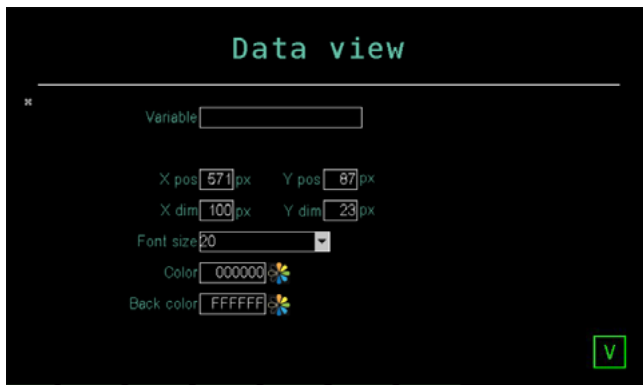 Data view
*
Variable
X pos 571 px Y pos 87 px
X dim 100 px Y dim 23 px
Font size 20
Color 000000
Back color FFFFFF
V